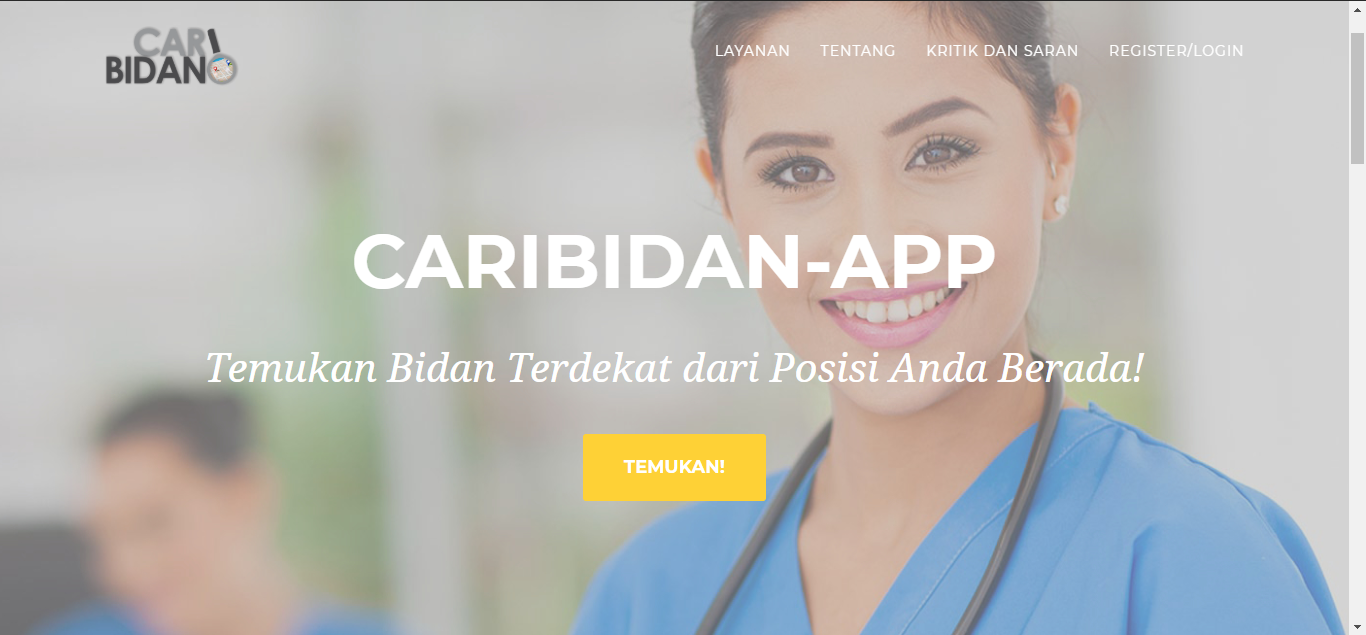 CARI
BIDAN
LAYANAN TENTANG KRITIK DAN SARAN REGISTER/LOGIN
CARIBIDAN-APP
Temukan Bidan Terdekat dari Posisi Anda Berada!
TEMUKAN!